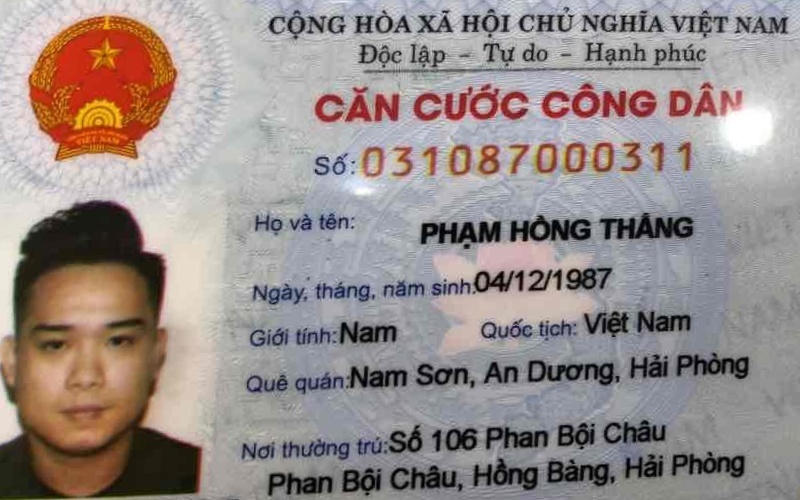 CỘNG HÒA XÃ HỘI CHỦ NGHĨA VIỆT NAM
Độc lập – Tự do – Hạnh phúc
CĂN CƯỚC CÔNG DÂN
Số: 031087000311
Họ và tên: PHẠM HỒNG THĂNG
Ngày, tháng, năm sinh: 04/12/1987
Giới tính: Nam Quốc tịch: Việt Nam
Quê quán: Nam Sơn, An Dương, Hải Phòng
Nơi thường trú: Số 106 Phan Bội Châu
Phan Bội Châu, Hồng Bàng, Hải Phòng
VIỆT NAM